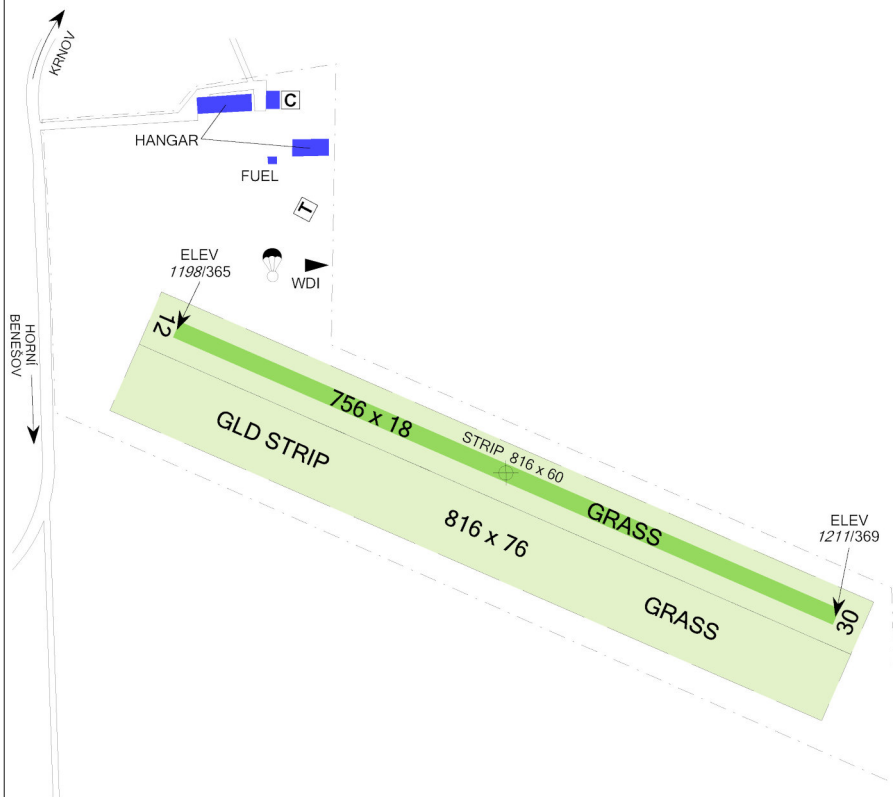 KRNOV
C
HANGAR
FUEL
T
ELEV
1198/365
WDI
HORNÍ
BENEŠOV
12
756 x 18
STRIP 816 x 60
GLD STRIP
GRASS
816 x 76
ELEV
1211/369
GRASS
30